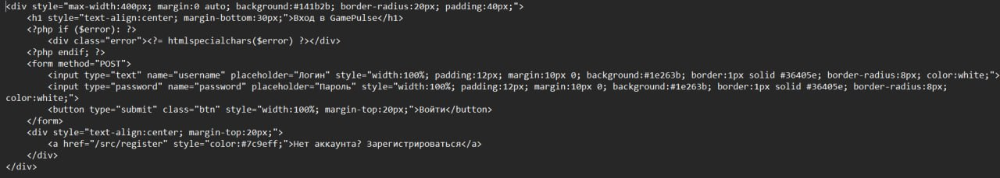 <div style="max-width:400px; margin:0 auto; background:#141b2b; border-radius:20px; padding:40px;">
    <h1 style="text-align:center; margin-bottom:30px;">Вход в GamePulse</h1>
    <?php if ($error): ?>
        <div class="error"><?= htmlspecialchars($error) ?></div>
    <?php endif; ?>
    <form method="POST">
        <input type="text" name="username" placeholder="Логин" style="width:100%; padding:12px; margin:10px 0; background:#1e263b; border:1px solid #36405e; border-radius:8px; color:white;">
        <input type="password" name="password" placeholder="Пароль" style="width:100%; padding:12px; margin:10px 0; background:#1e263b; border:1px solid #36405e; border-radius:8px;
color:white;">
        <button type="submit" class="btn" style="width:100%; margin-top:20px;">Войти</button>
    </form>
    <div style="text-align:center; margin-top:20px;">
        <a href="/src/register" style="color:#7c9eff;">Нет аккаунта? Зарегистрироваться</a>
    </div>
</div>